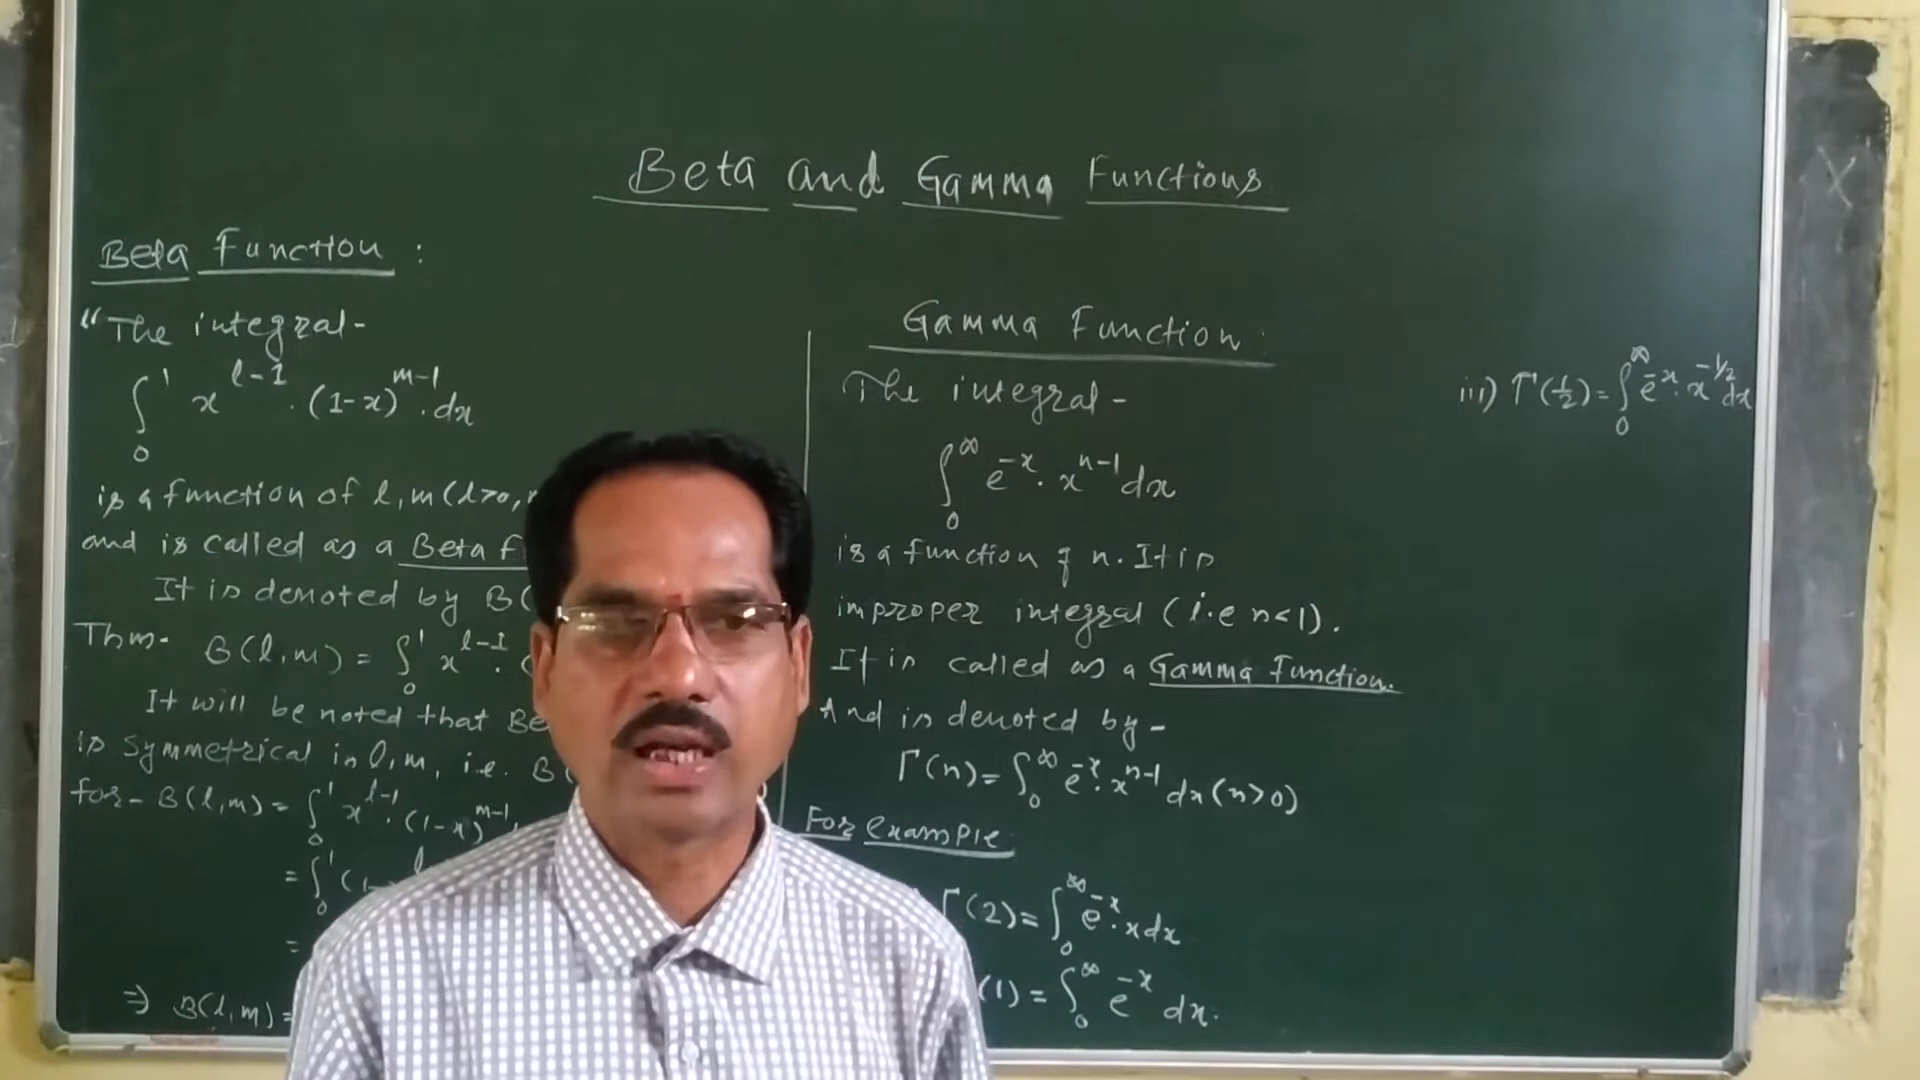 Beta and Gamma Functions
Beta Function :
"The integral-
∫₀¹ x^(l-1) . (1-x)^(m-1) . dx
is a function of l, m (l>0,
and is called as a Beta F
It is denoted by B(
Thus- B(l,m) = ∫₀¹ x^(l-1) . (
It will be noted that Be
is symmetrical in l, m, i.e. B(
for- B(l,m) = ∫₀¹ x^(l-1) . (1-x)^(m-1)
= ∫₀¹ (1-
=
⇒ B(l,m) =
Gamma Function :
The integral-
∫₀^∞ e^(-x) . x^(n-1) dx
is a function of n. It is
improper integral (i.e n<1).
It is called as a Gamma Function.
And is denoted by-
Γ(n) = ∫₀^∞ e^(-x) . x^(n-1) dx (n>0)
For example:
Γ(2) = ∫₀^∞ e^(-x) . x dx
(1) = ∫₀^∞ e^(-x) dx.
iii) Γ(1/2) = ∫₀^∞ e^(-x) . x^(-1/2) dx